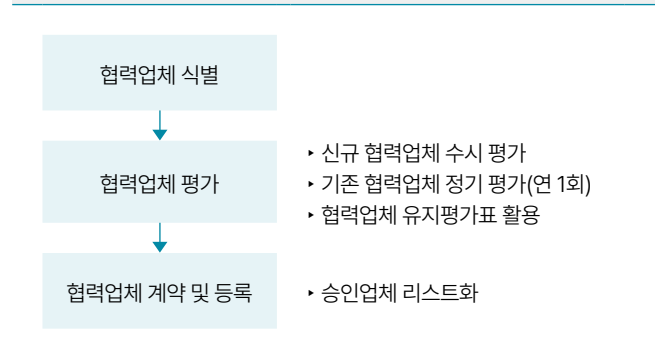 협력업체 식별
협력업체 평가
‣ 신규 협력업체 수시 평가
‣ 기존 협력업체 정기 평가(연 1회)
‣ 협력업체 유지평가표 활용
협력업체 계약 및 등록
‣ 승인업체 리스트화